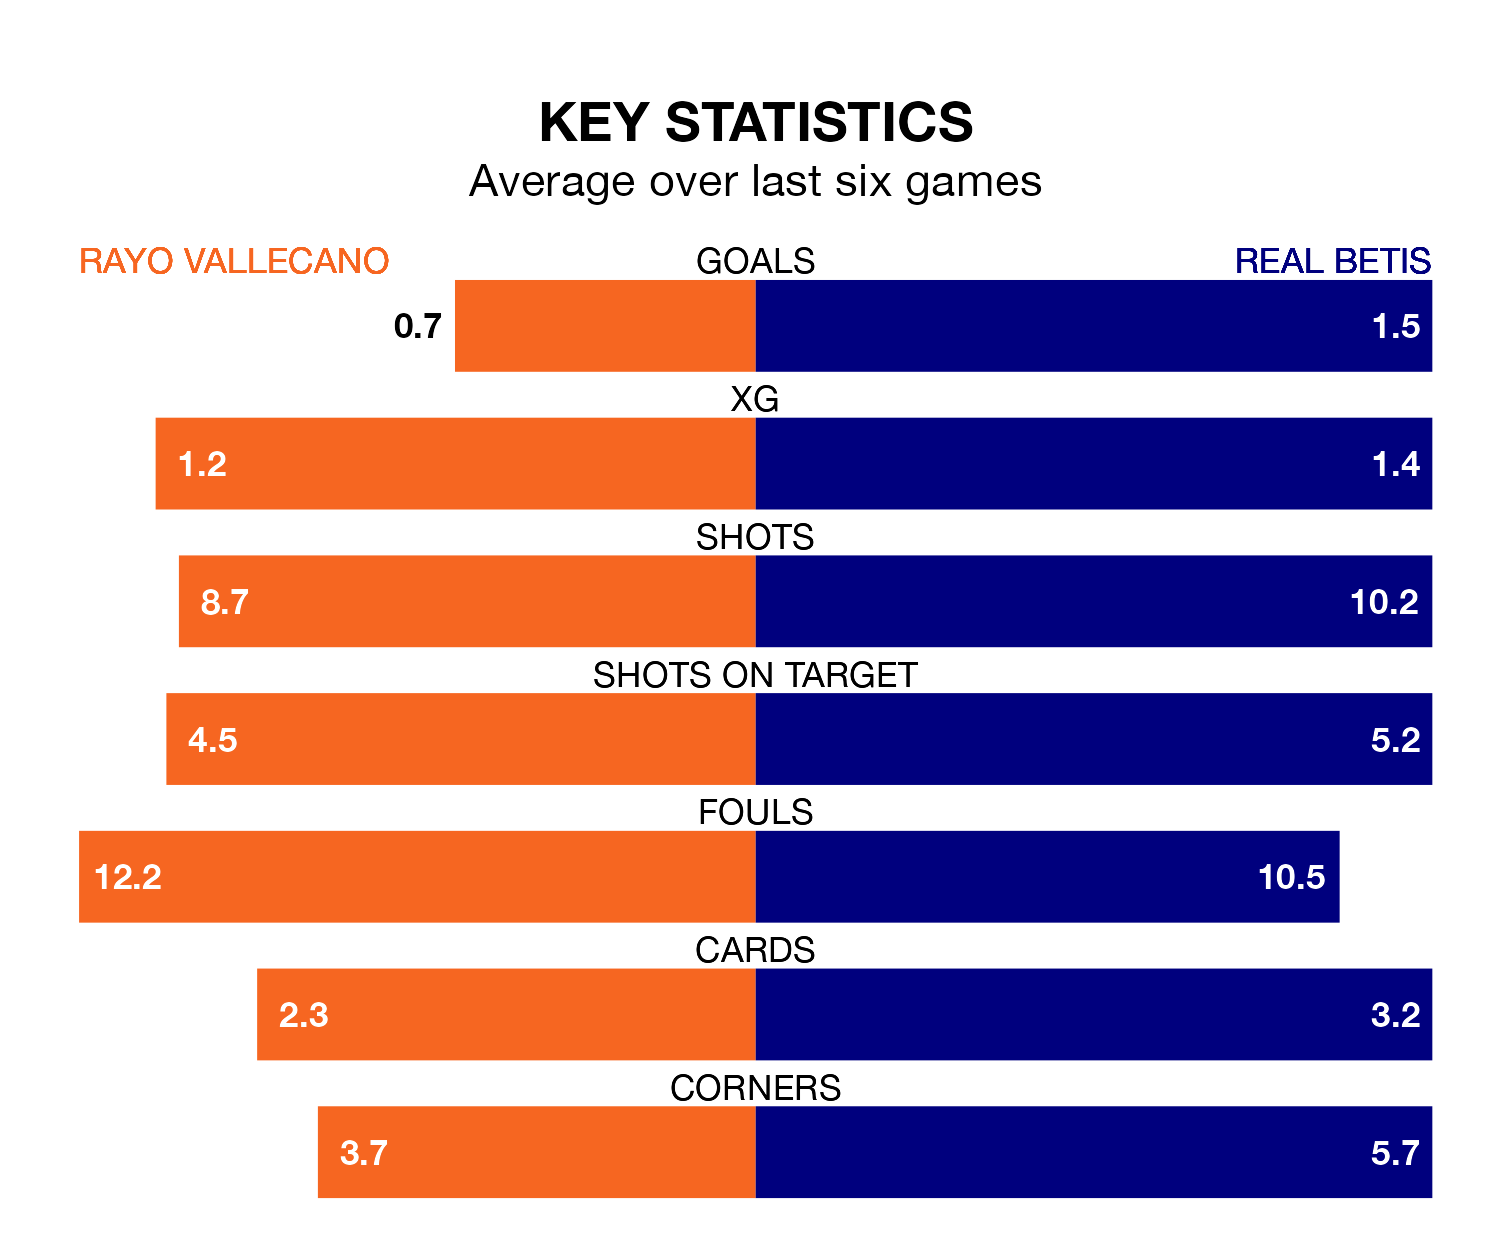 KEY STATISTICS
Average over last six games
RAYO VALLECANO GOALS REAL BETIS
0.7 1.5
XG
1.2 1.4
SHOTS
8.7 10.2
SHOTS ON TARGET
4.5 5.2
FOULS
12.2 10.5
CARDS
2.3 3.2
CORNERS
3.7 5.7